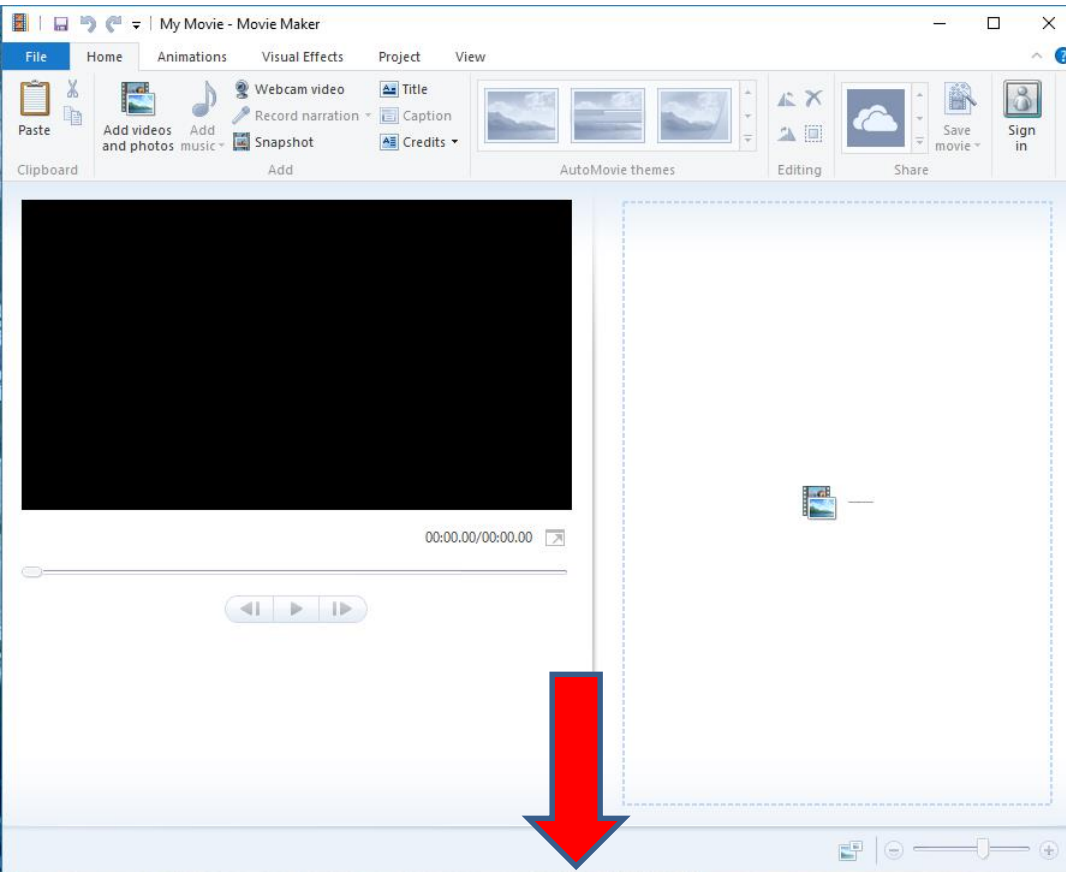 My Movie - Movie Maker
File Home Animations Visual Effects Project View
Paste
Add videos and photos
Add music
Webcam video
Record narration
Snapshot
Title
Caption
Credits
Save movie
Sign in
Clipboard Add AutoMovie themes Editing Share
00:00.00/00:00.00